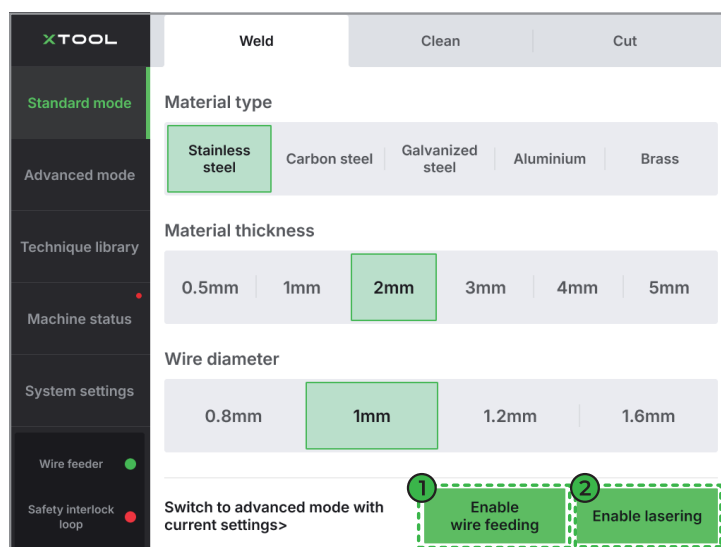 XTOOL
Weld
Clean
Cut
Standard mode
Advanced mode
Technique library
Machine status
System settings
Wire feeder
Safety interlock
loop
Material type
Stainless
steel
Carbon steel
Galvanized
steel
Aluminium
Brass
Material thickness
0.5mm
1mm
2mm
3mm
4mm
5mm
Wire diameter
0.8mm
1mm
1.2mm
1.6mm
Switch to advanced mode with
current settings>
1
Enable
wire feeding
2
Enable lasering